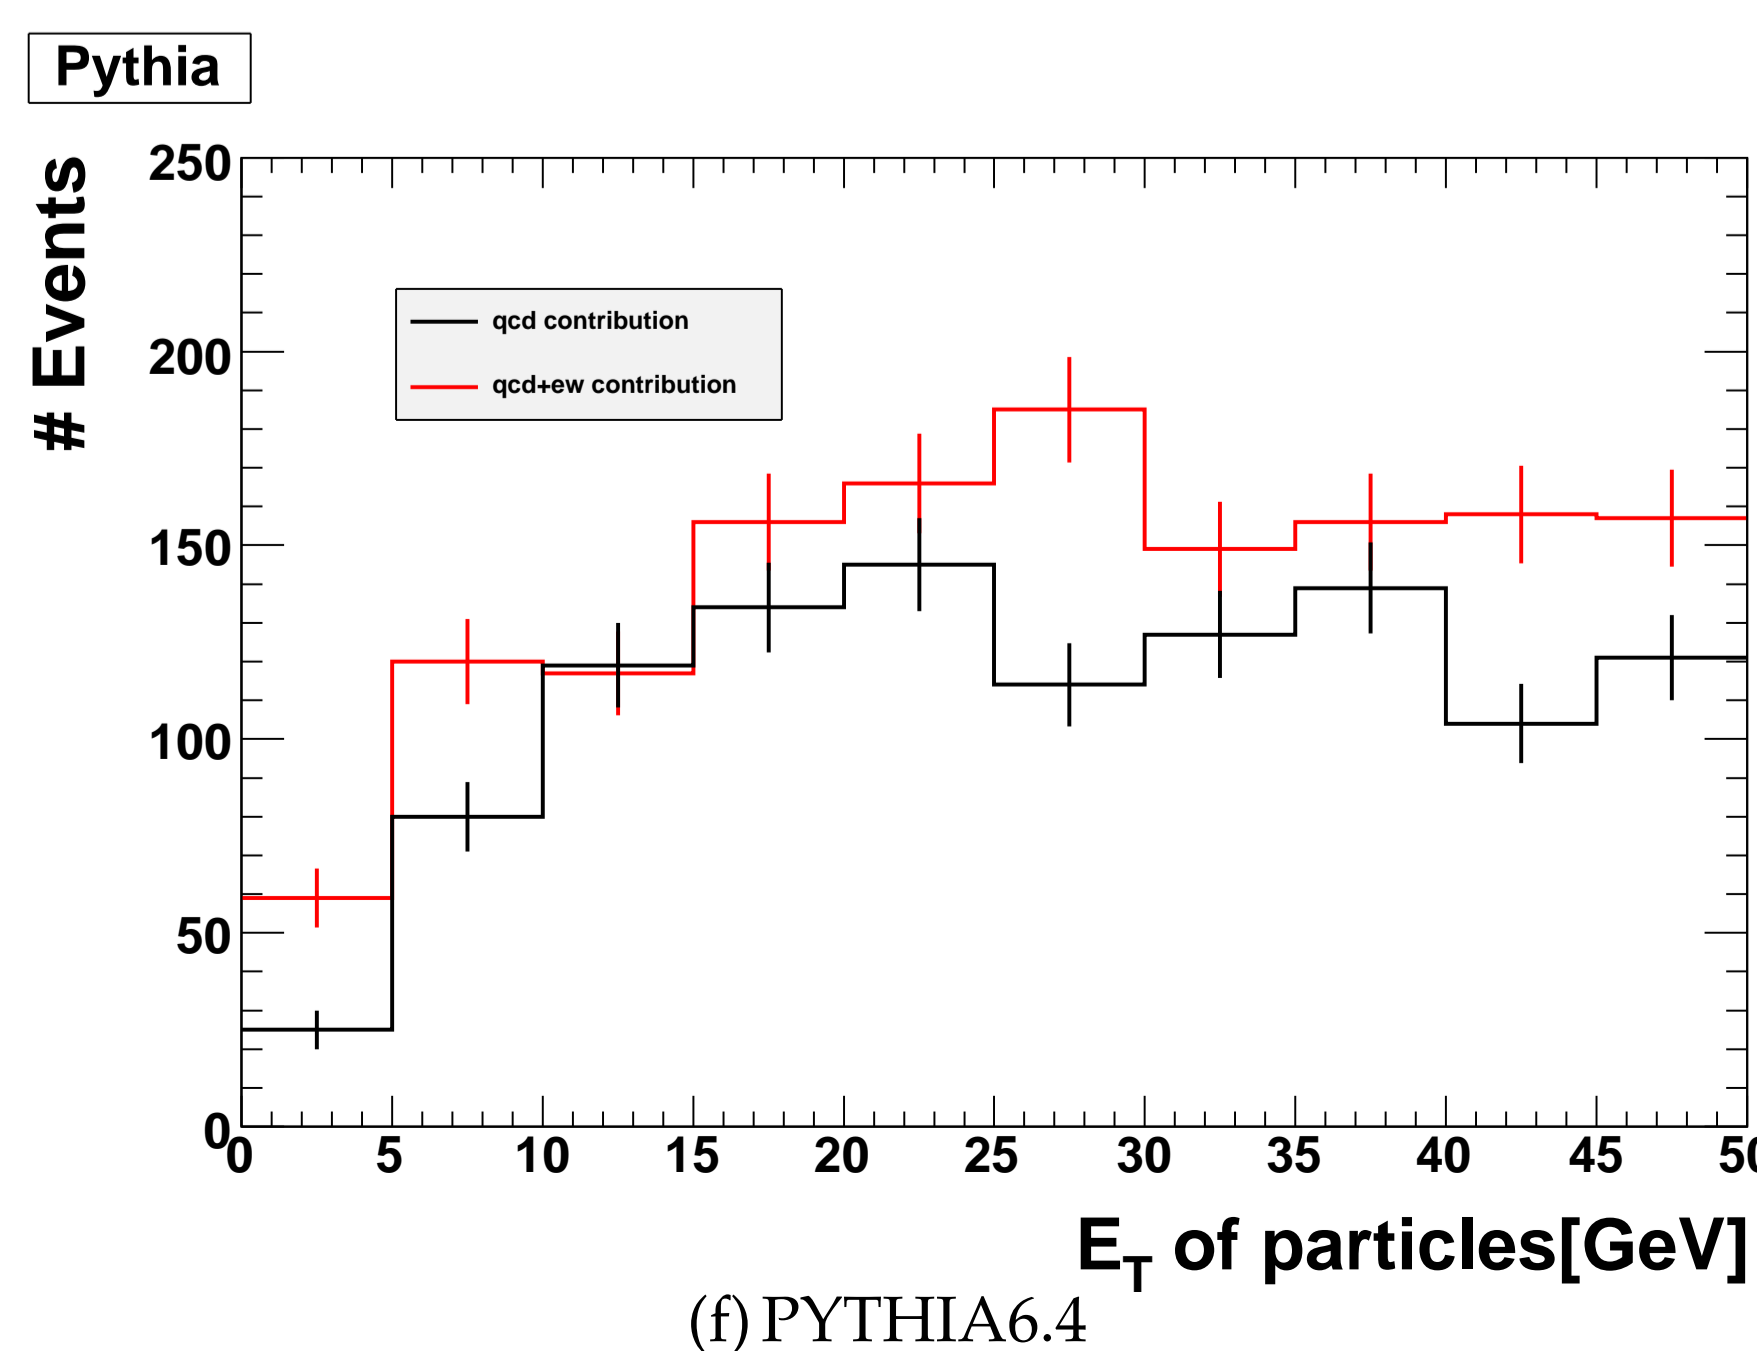 Pythia
# Events
250
200
150
100
50
0
qcd contribution
qcd+ew contribution
0 5 10 15 20 25 30 35 40 45 50
E_T of particles[GeV]
(f) PYTHIA6.4